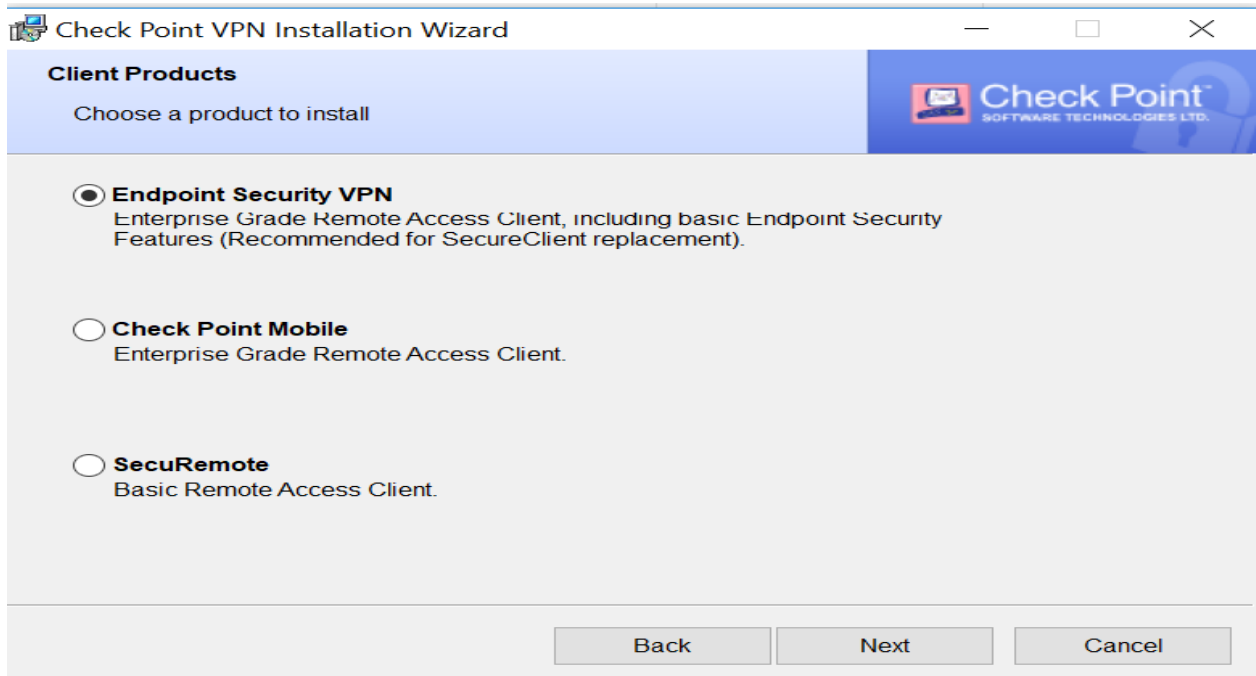 Check Point VPN Installation Wizard
Client Products
Choose a product to install
Check Point™
SOFTWARE TECHNOLOGIES LTD.
Endpoint Security VPN
Enterprise Grade Remote Access Client, including basic Endpoint Security
Features (Recommended for SecureClient replacement).
Check Point Mobile
Enterprise Grade Remote Access Client.
SecuRemote
Basic Remote Access Client.
Back
Next
Cancel